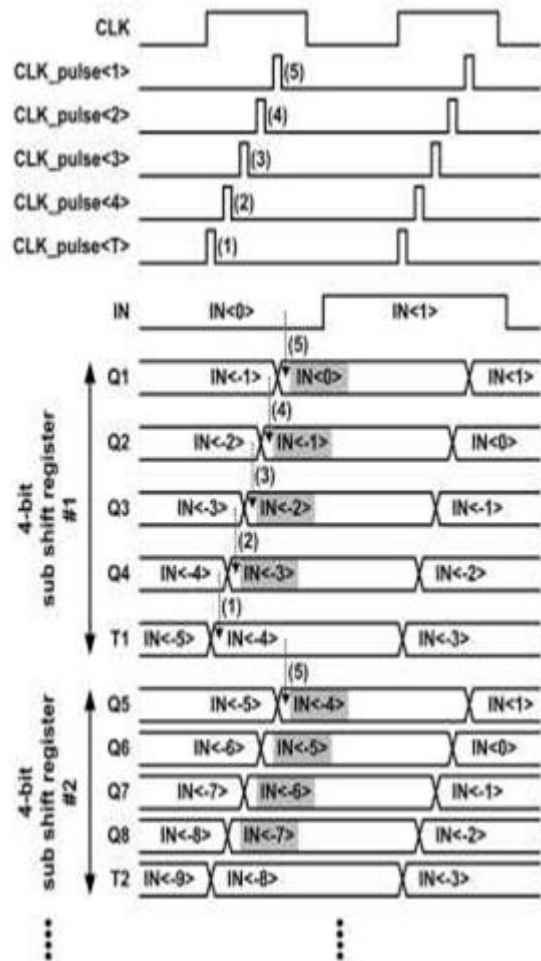 CLK
CLK_pulse<1> (5)
CLK_pulse<2> (4)
CLK_pulse<3> (3)
CLK_pulse<4> (2)
CLK_pulse<T> (1)
IN IN<0> IN<1>
(5)
Q1 IN<-1> IN<0> IN<1>
(4)
Q2 IN<-2> IN<-1> IN<0>
(3)
Q3 IN<-3> IN<-2> IN<-1>
(2)
Q4 IN<-4> IN<-3> IN<-2>
(1)
T1 IN<-5> IN<-4> IN<-3>
4-bit
sub shift register
#1
(5)
Q5 IN<-5> IN<-4> IN<1>
Q6 IN<-6> IN<-5> IN<0>
Q7 IN<-7> IN<-6> IN<-1>
Q8 IN<-8> IN<-7> IN<-2>
T2 IN<-9> IN<-8> IN<-3>
4-bit
sub shift register
#2